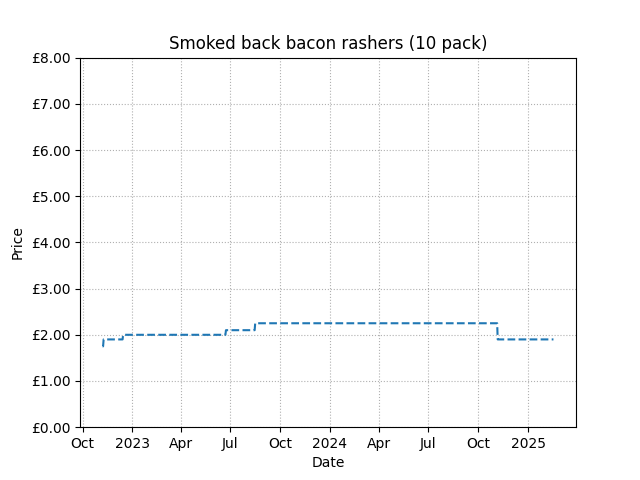 Smoked back bacon rashers (10 pack)
£8.00
£7.00
£6.00
£5.00
£4.00
£3.00
£2.00
£1.00
£0.00
Price
Oct 2023 Apr Jul Oct 2024 Apr Jul Oct 2025
Date